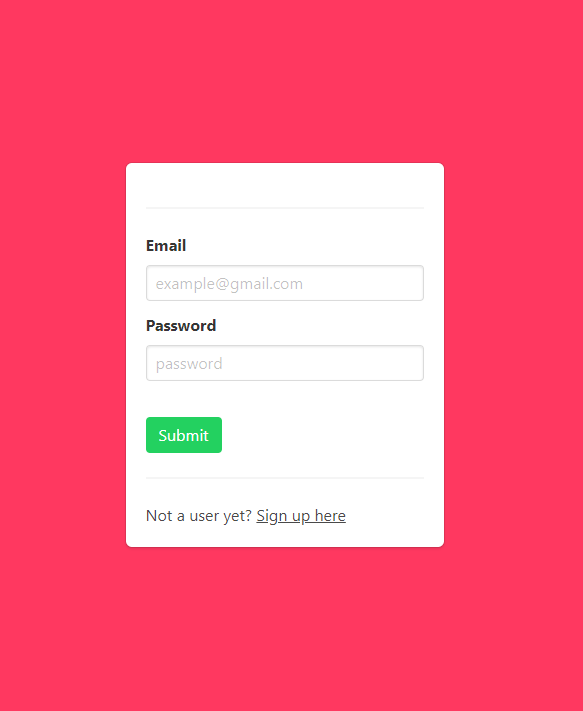 Email
example@gmail.com
Password
password
Submit
Not a user yet? Sign up here